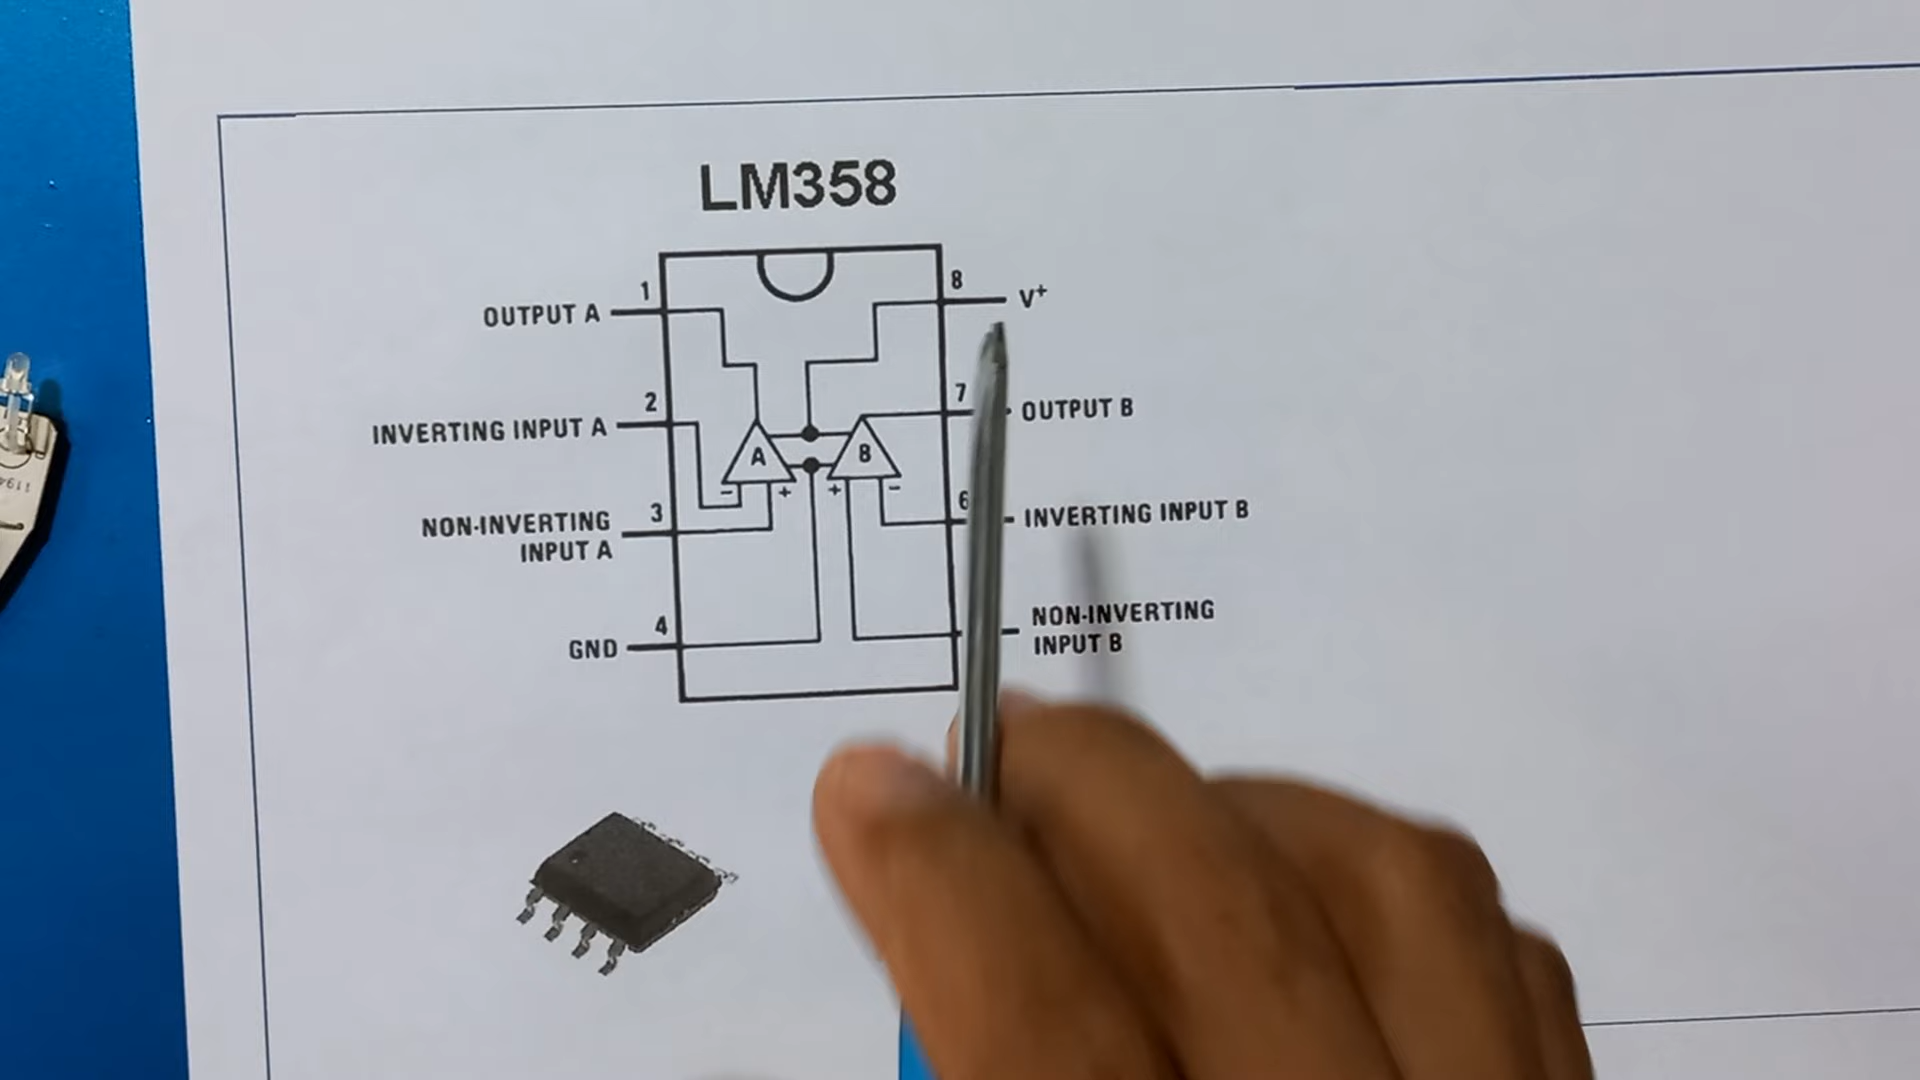 LM358
1
OUTPUT A
8
V+
2
INVERTING INPUT A
7
OUTPUT B
A
B
- +
+ -
3
NON-INVERTING
INPUT A
6
INVERTING INPUT B
4
GND
NON-INVERTING
INPUT B